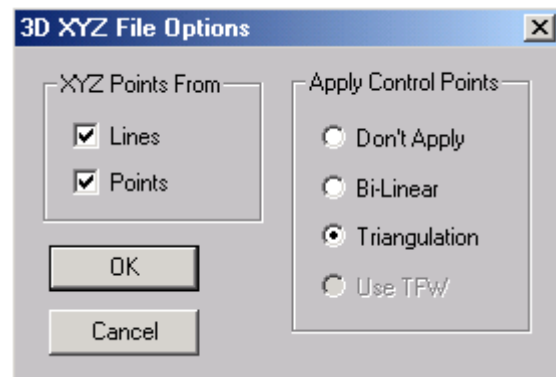 3D XYZ File Options
XYZ Points From
Lines
Points
OK
Cancel
Apply Control Points
Don't Apply
Bi-Linear
Triangulation
Use TFW